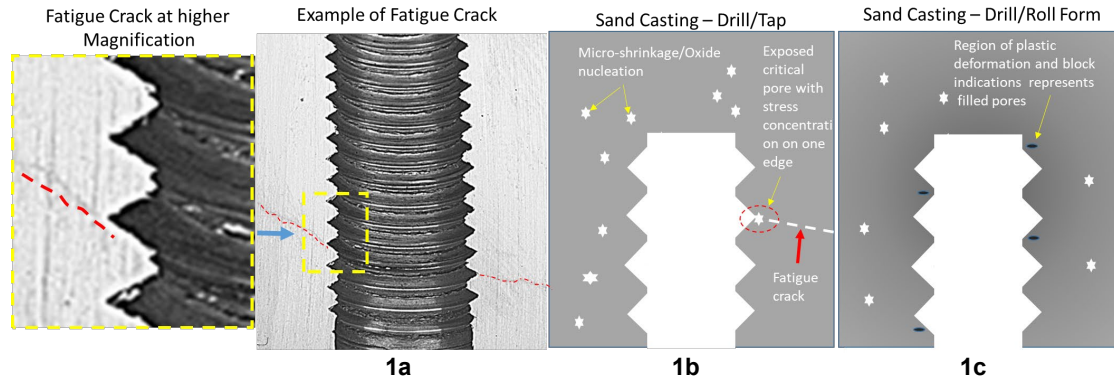 Fatigue Crack at higher
Magnification
Example of Fatigue Crack
Sand Casting – Drill/Tap
Sand Casting – Drill/Roll Form
Micro-shrinkage/Oxide
nucleation
Exposed
critical
pore with
stress
concentrati
on on one
edge
Fatigue
crack
Region of plastic
deformation and block
indications represents
filled pores
1a
1b
1c